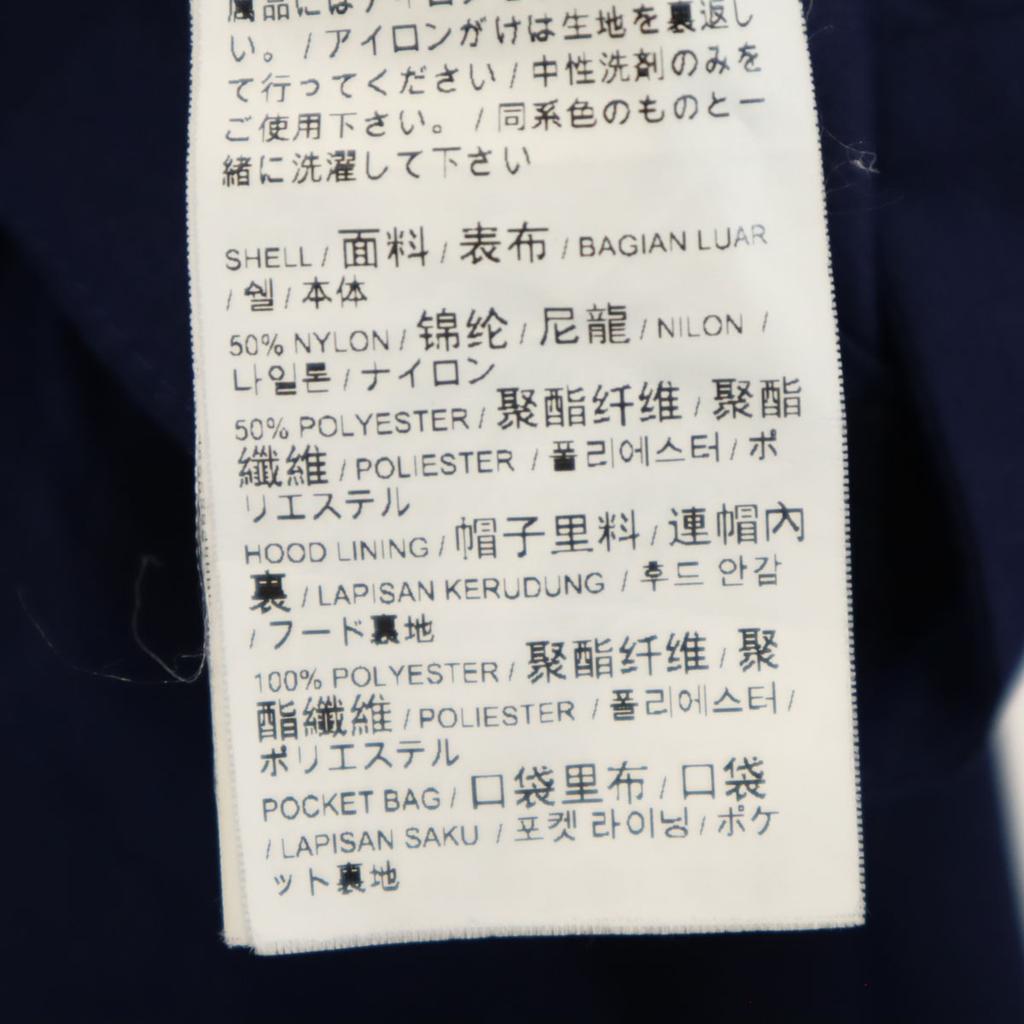 属品にはアイロン
い。 / アイロンがけは生地を裏返し
て行ってください / 中性洗剤のみを
ご使用下さい。 / 同系色のものと一
緒に洗濯して下さい
SHELL / 面料 / 表布 / BAGIAN LUAR
/ 쉘 / 本体
50% NYLON / 锦纶 / 尼龍 / NILON /
나일론 / ナイロン
50% POLYESTER / 聚酯纤维 / 聚酯
纖維 / POLIESTER / 폴리에스터 / ポ
リエステル
HOOD LINING / 帽子里料 / 連帽內
裏 / LAPISAN KERUDUNG / 후드 안감
/ フード裏地
100% POLYESTER / 聚酯纤维 / 聚
酯纖維 / POLIESTER / 폴리에스터 /
ポリエステル
POCKET BAG / 口袋里布 / 口袋
/ LAPISAN SAKU / 포켓 라이닝 / ポケ
ット裏地